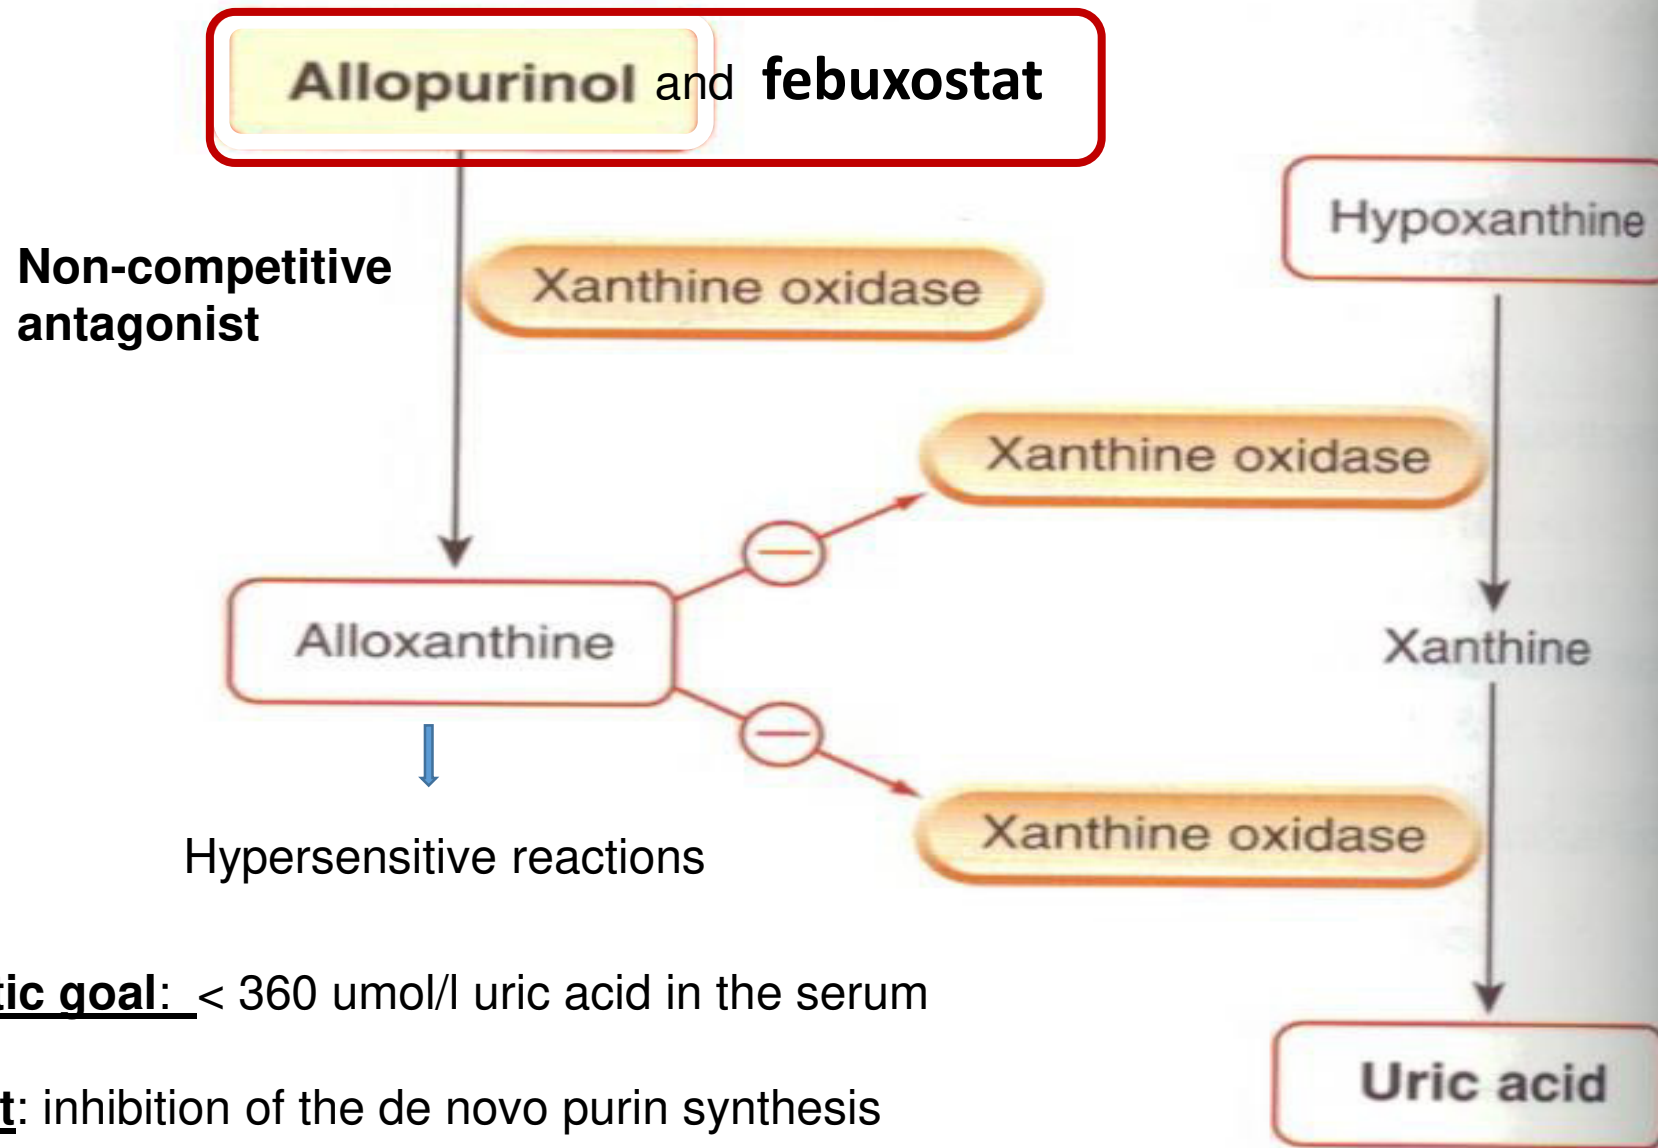 Allopurinol and febuxostat
Hypoxanthine
Non-competitive
antagonist
Xanthine oxidase
Xanthine oxidase
Alloxanthine
Xanthine
Xanthine oxidase
Hypersensitive reactions
tic goal: < 360 umol/l uric acid in the serum
Uric acid
t: inhibition of the de novo purin synthesis